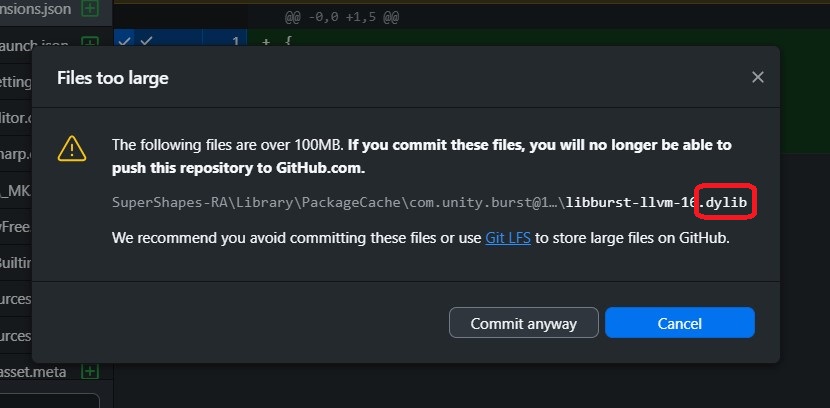 nsions.json
@@ -0,0 +1,5 @@
1 + {
Files too large
The following files are over 100MB. If you commit these files, you will no longer be able to
push this repository to GitHub.com.
SuperShapes-RA\Library\PackageCache\com.unity.burst@1…\libburst-llvm-16.dylib
We recommend you avoid committing these files or use Git LFS to store large files on GitHub.
Commit anyway
Cancel
aunch.json
etting
ditor.c
harp.c
A_MK
yFree.
Builtir
urces
urces
asset.meta